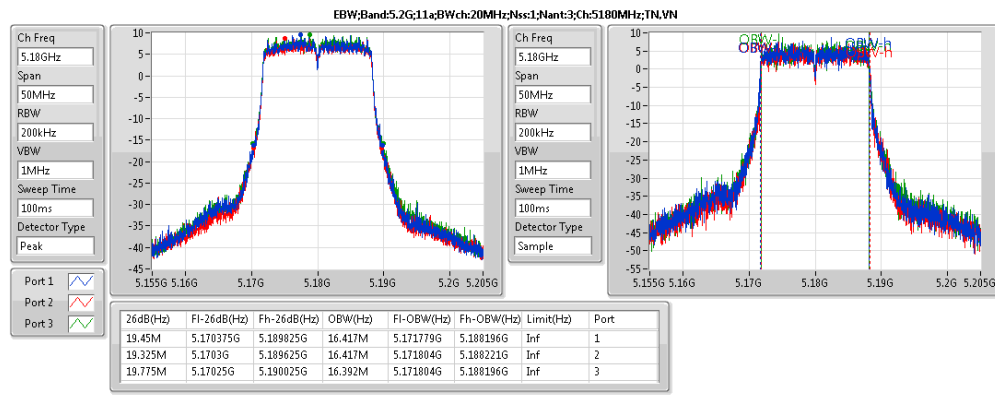 EBW;Band:5.2G;11a;BWch:20MHz;Nss:1;Nant:3;Ch:5180MHz;TN,VN
Ch Freq
5.18GHz
Span
50MHz
RBW
200kHz
VBW
1MHz
Sweep Time
100ms
Detector Type
Peak
10
5
0
-5
-10
-15
-20
-25
-30
-35
-40
-45
5.155G 5.16G 5.17G 5.18G 5.19G 5.2G 5.205G
Ch Freq
5.18GHz
Span
50MHz
RBW
200kHz
VBW
1MHz
Sweep Time
100ms
Detector Type
Sample
10
5
0
-5
-10
-15
-20
-25
-30
-35
-40
-45
-50
-55
OBW-l
OBW-h
5.155G 5.16G 5.17G 5.18G 5.19G 5.2G 5.205G
Port 1
Port 2
Port 3
26dB(Hz) Fl-26dB(Hz) Fh-26dB(Hz) OBW(Hz) Fl-OBW(Hz) Fh-OBW(Hz) Limit(Hz) Port
19.45M 5.170375G 5.189825G 16.417M 5.171779G 5.188196G Inf 1
19.325M 5.1703G 5.189625G 16.417M 5.171804G 5.188221G Inf 2
19.775M 5.17025G 5.190025G 16.392M 5.171804G 5.188196G Inf 3